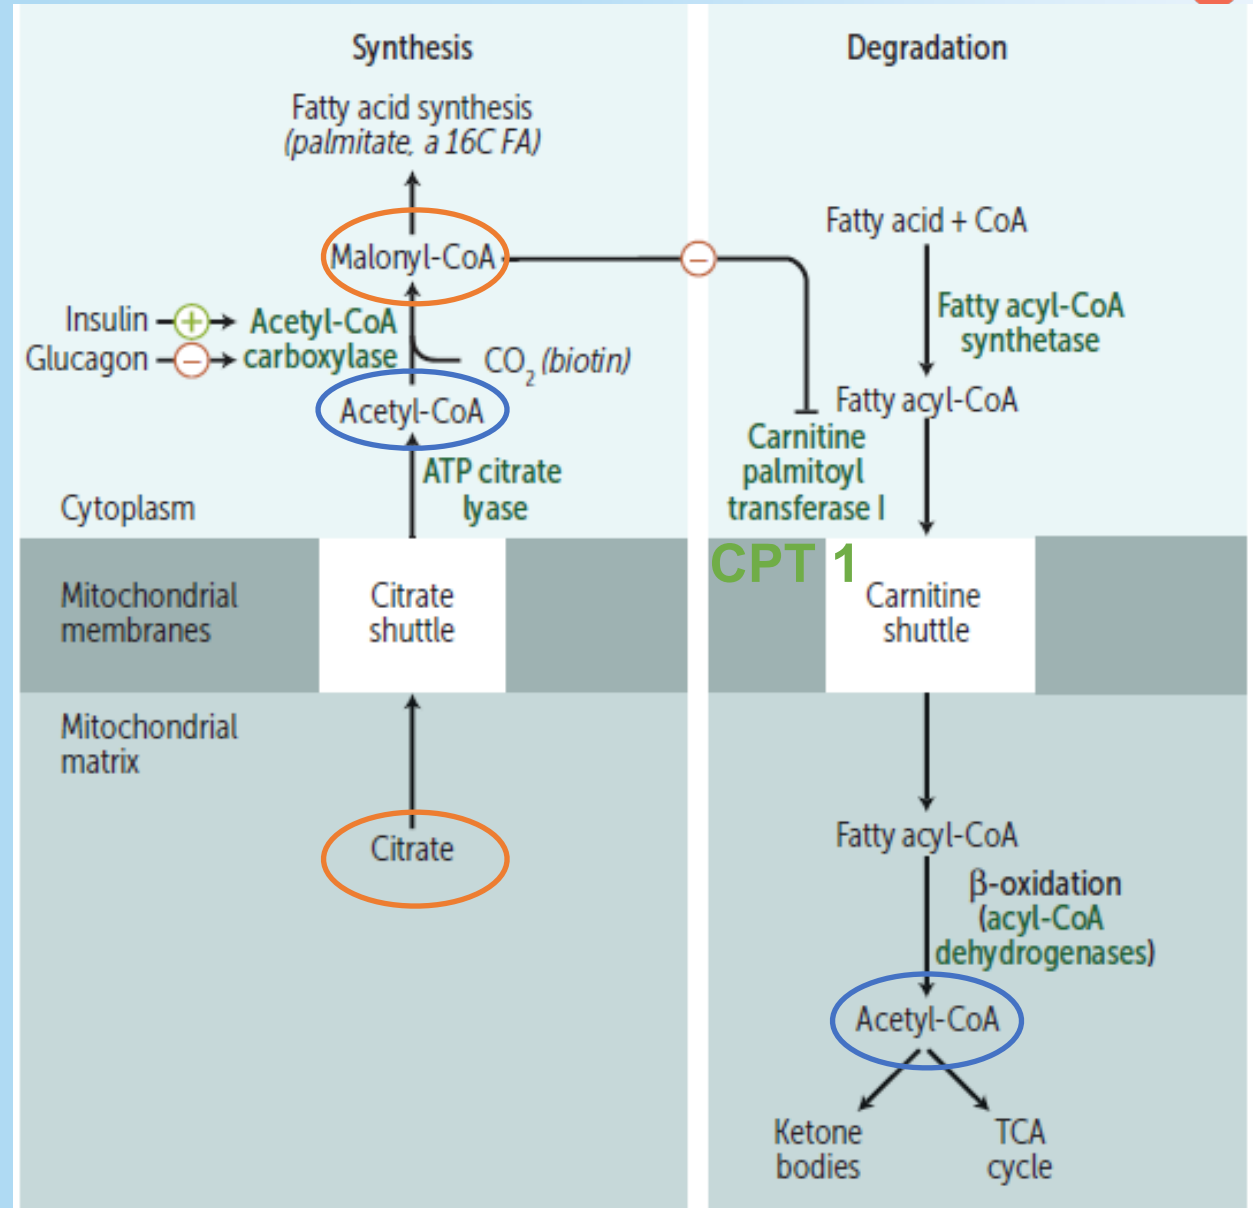 Synthesis
Fatty acid synthesis
(palmitate, a 16C FA)
Malonyl-CoA
Insulin + Acetyl-CoA
Glucagon − carboxylase
CO2 (biotin)
Acetyl-CoA
ATP citrate
lyase
Cytoplasm
Mitochondrial
membranes
Citrate
shuttle
Mitochondrial
matrix
Citrate
−
Degradation
Fatty acid + CoA
Fatty acyl-CoA
synthetase
Fatty acyl-CoA
Carnitine
palmitoyl
transferase I
CPT 1
Carnitine
shuttle
Fatty acyl-CoA
β-oxidation
(acyl-CoA
dehydrogenases)
Acetyl-CoA
Ketone
bodies
TCA
cycle